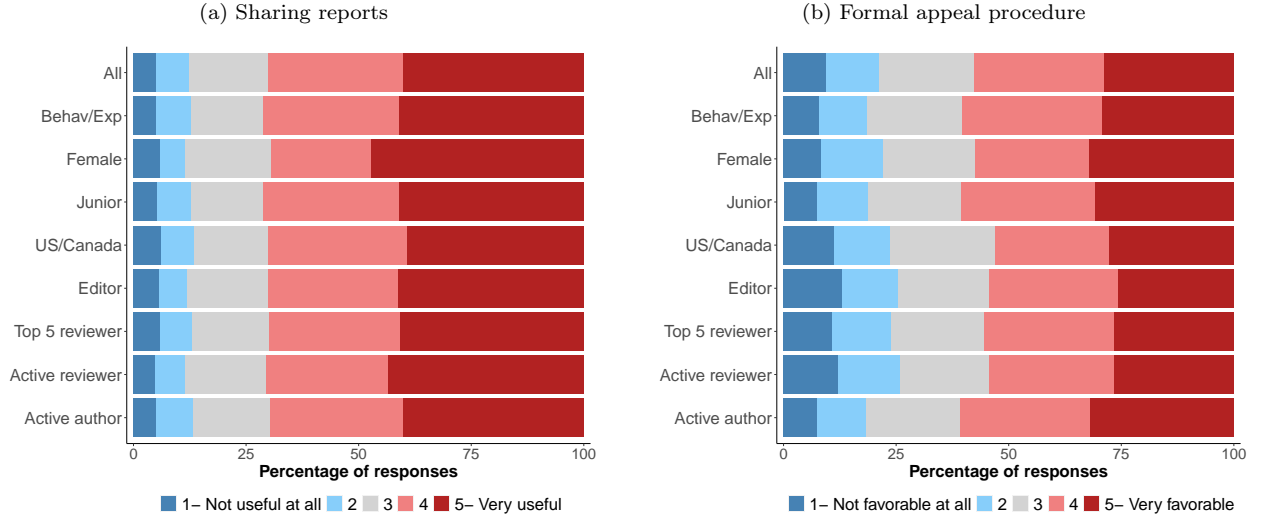 (a) Sharing reports
All
Behav/Exp
Female
Junior
US/Canada
Editor
Top 5 reviewer
Active reviewer
Active author
0 25 50 75 100
Percentage of responses
1– Not useful at all 2 3 4 5– Very useful
(b) Formal appeal procedure
All
Behav/Exp
Female
Junior
US/Canada
Editor
Top 5 reviewer
Active reviewer
Active author
0 25 50 75 100
Percentage of responses
1– Not favorable at all 2 3 4 5– Very favorable